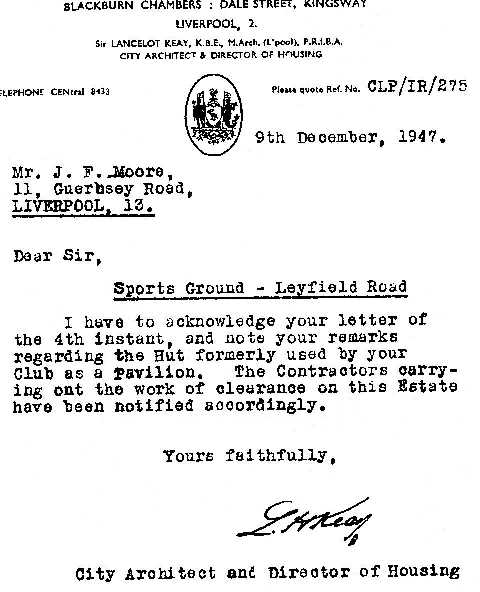 BLACKBURN CHAMBERS : DALE STREET, KINGSWAY
LIVERPOOL, 2.
Sir LANCELOT KEAY, K.B.E., M.Arch, (L'pool), P.R.I.B.A.
CITY ARCHITECT & DIRECTOR OF HOUSING
ELEPHONE CENtral 8433
Please quote Ref. No. CLP/IR/275
9th December, 1947.
Mr. J. F. Moore,
11, Guernsey Road,
LIVERPOOL, 13.
Dear Sir,
Sports Ground - Leyfield Road
I have to acknowledge your letter of
the 4th instant, and note your remarks
regarding the Hut formerly used by your
Club as a Pavilion. The Contractors carry-
ing out the work of clearance on this Estate
have been notified accordingly.
Yours faithfully,
L H Keay
City Architect and Director of Housing